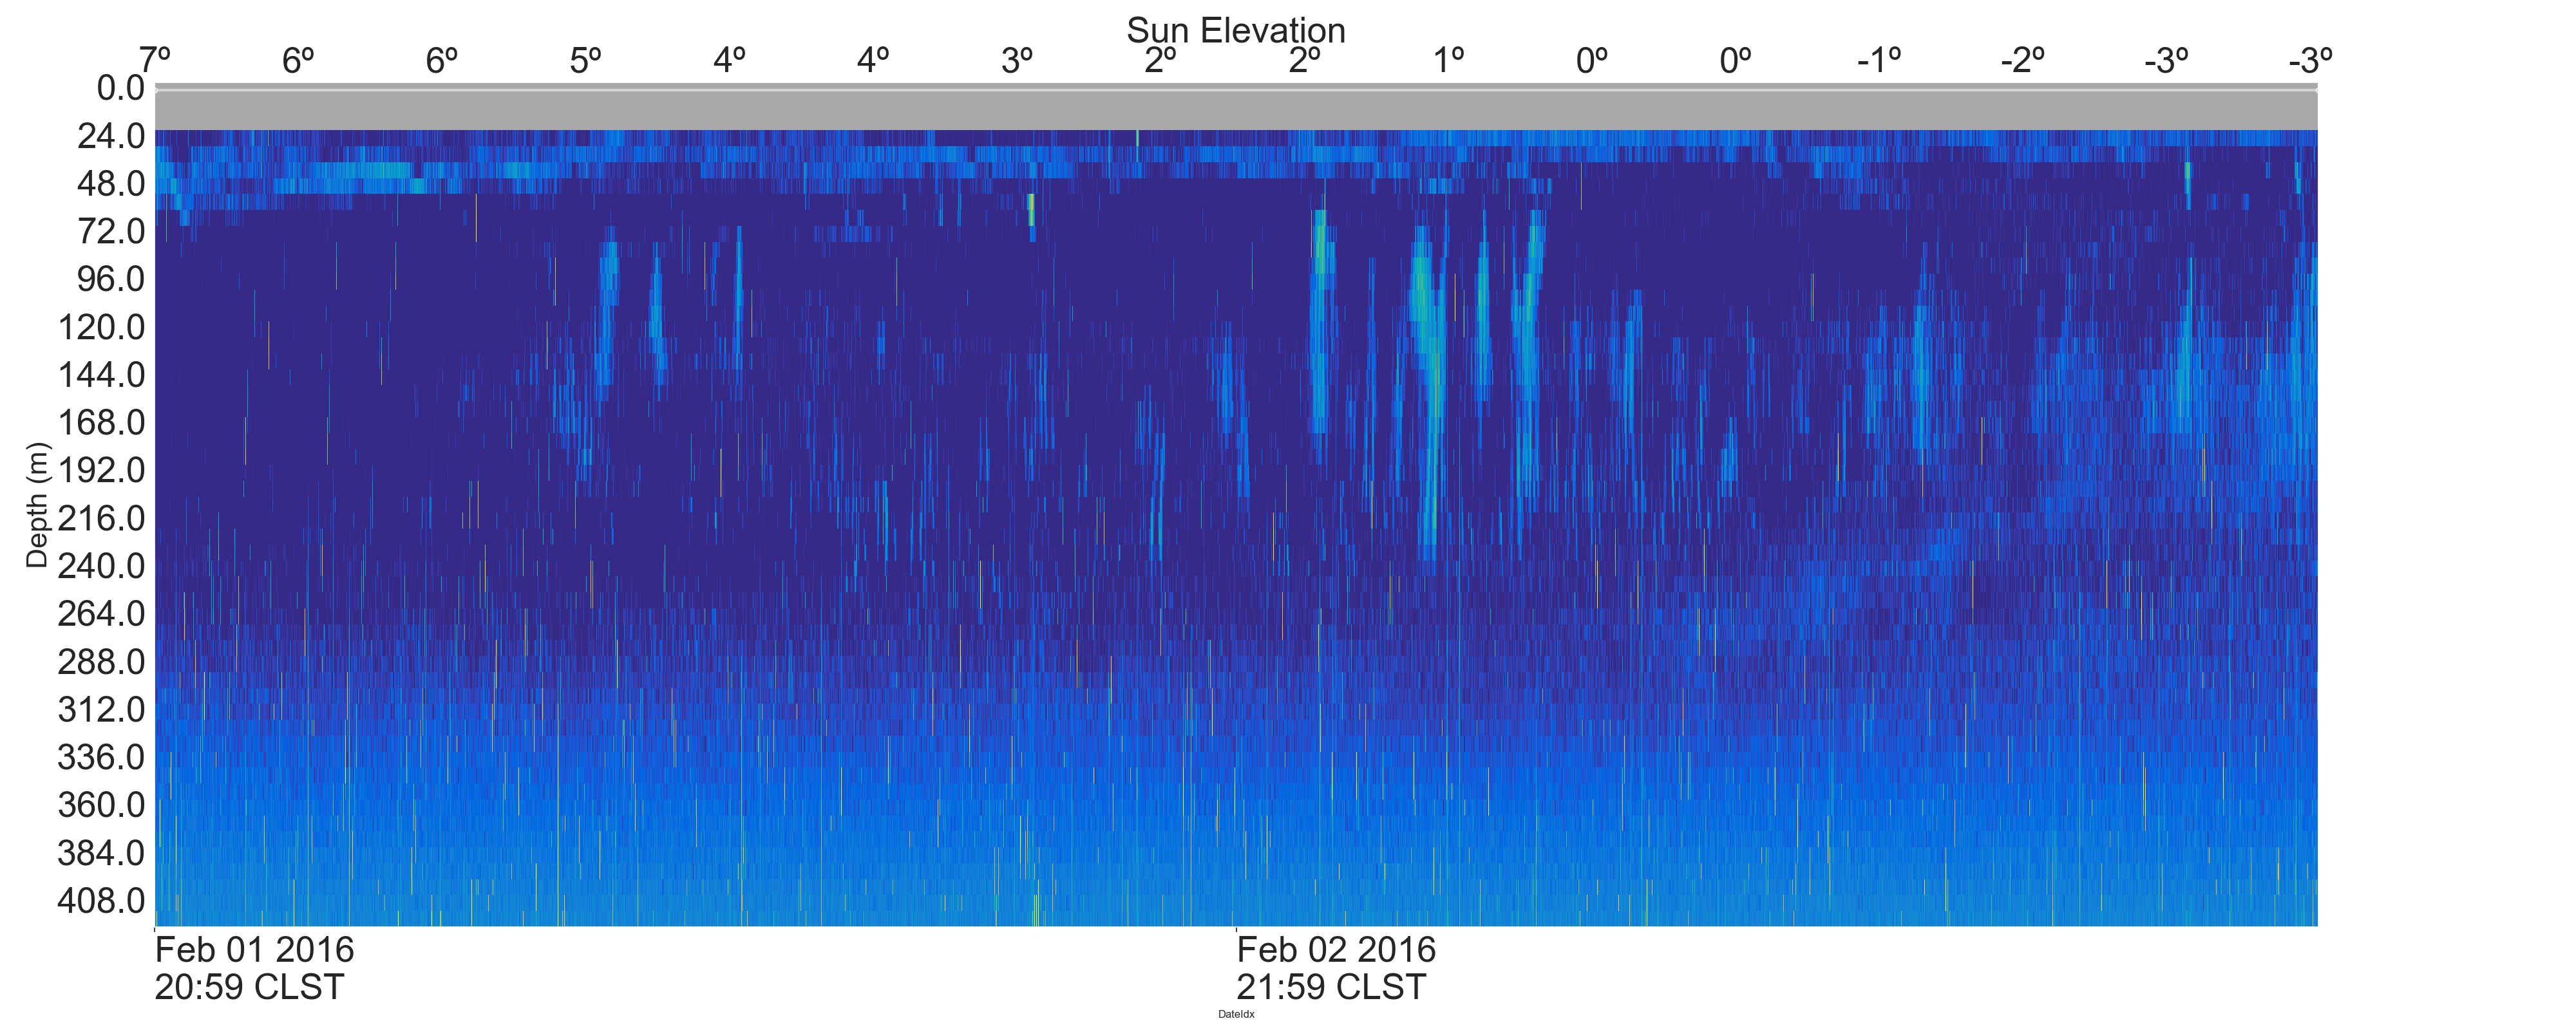 Sun Elevation
7º 6º 6º 5º 4º 4º 3º 2º 2º 1º 0º 0º -1º -2º -3º -3º
0.0
24.0
48.0
72.0
96.0
120.0
144.0
168.0
192.0
216.0
240.0
264.0
288.0
312.0
336.0
360.0
384.0
408.0
Depth (m)
Feb 01 2016
20:59 CLST
Feb 02 2016
21:59 CLST
DateIdx